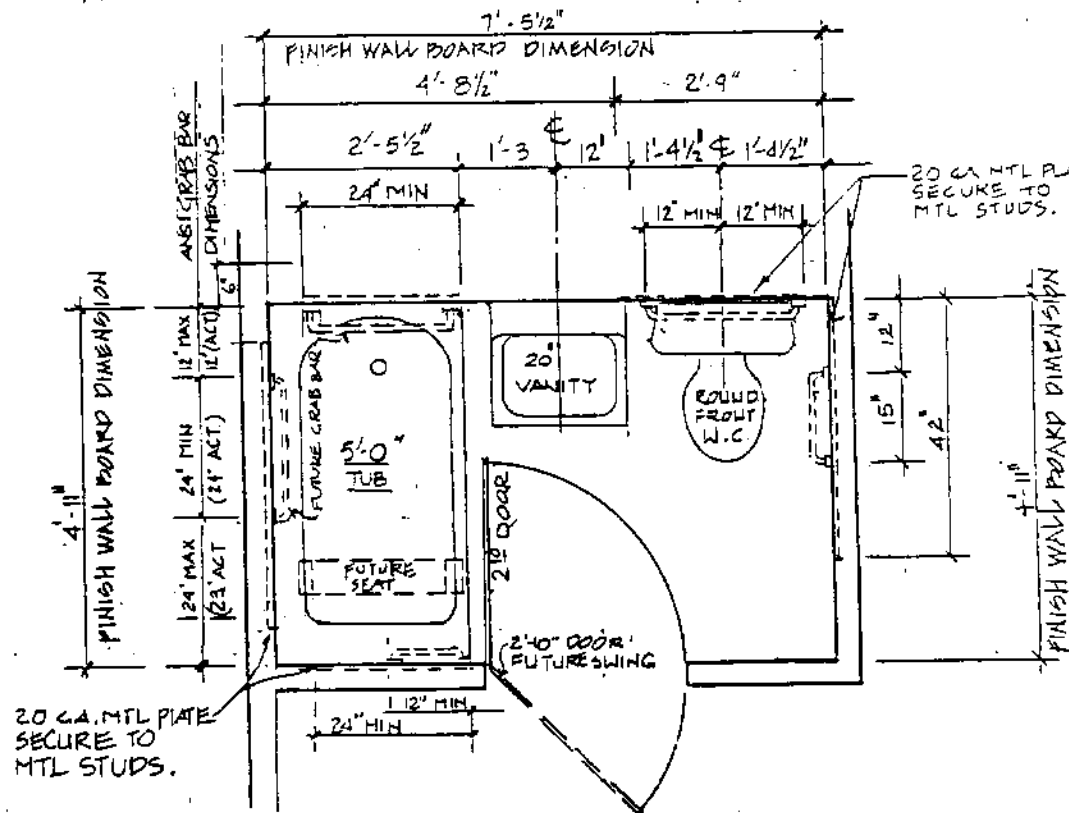 7'-5½"
FINISH WALL BOARD DIMENSION
4'-8½"
2'-9"
2'-5½"
1'-3
℄
12"
1'-4½"
℄
1'-4½"
24" MIN
12" MIN
12" MIN
20 GA MTL PLA
SECURE TO
MTL STUDS.
ANSI GRAB BAR
DIMENSIONS
6"
12" MAX
12"(ACT)
24" MIN
(24" ACT)
24" MAX
(23" ACT
4'-11"
FINISH WALL BOARD DIMENSION
FUTURE GRAB BAR
5'-0"
TUB
FUTURE
SEAT
20"
VANITY
ROUND
FRONT
W.C.
12"
15"
42"
4'-11"
FINISH WALL BOARD DIMENSION
2'10 DOOR
2'-10" DOOR
FUTURE SWING
12" MIN
24" MIN
20 GA. MTL PLATE
SECURE TO
MTL STUDS.